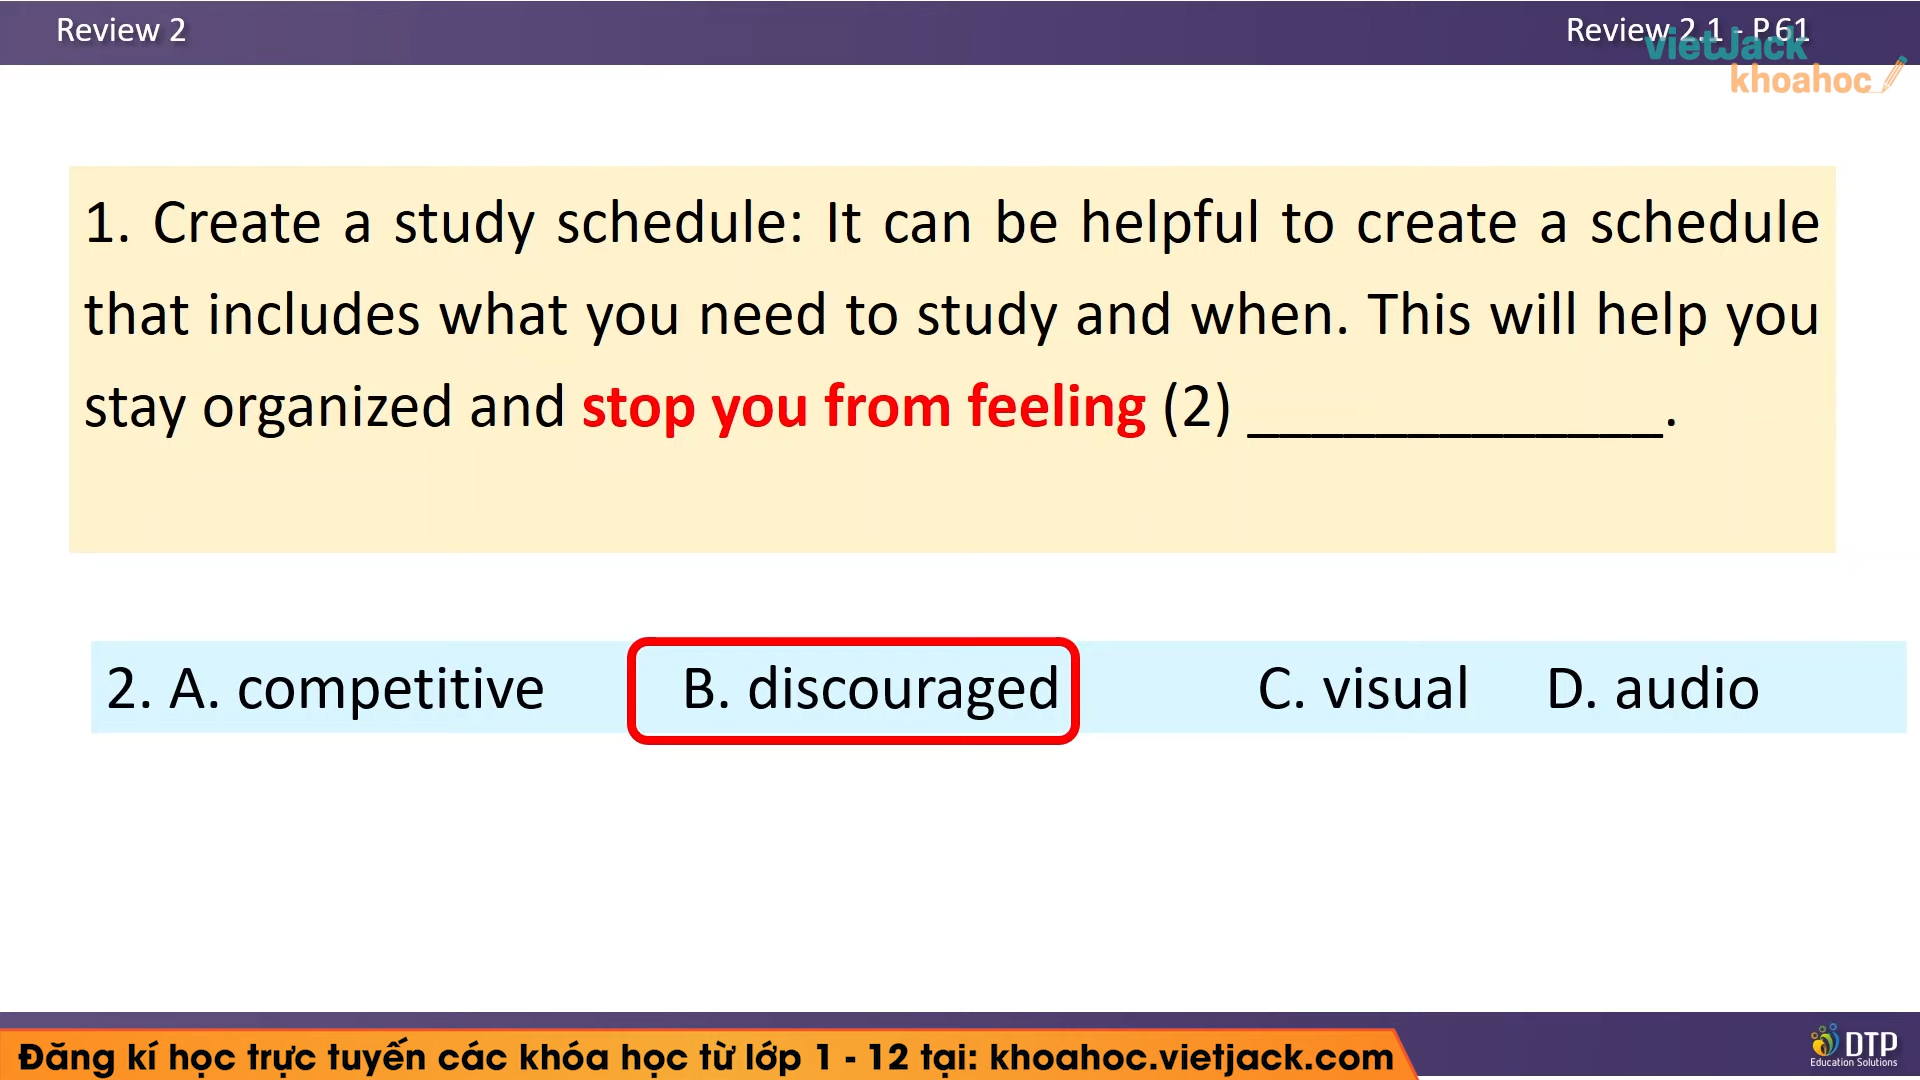 Review 2
Review 2.1 - P.61
vietJack
khoahoc
1. Create a study schedule: It can be helpful to create a schedule
that includes what you need to study and when. This will help you
stay organized and stop you from feeling (2) _____________.
2. A. competitive B. discouraged C. visual D. audio
Đăng kí học trực tuyến các khóa học từ lớp 1 - 12 tại: khoahoc.vietjack.com
DTP
Education Solutions